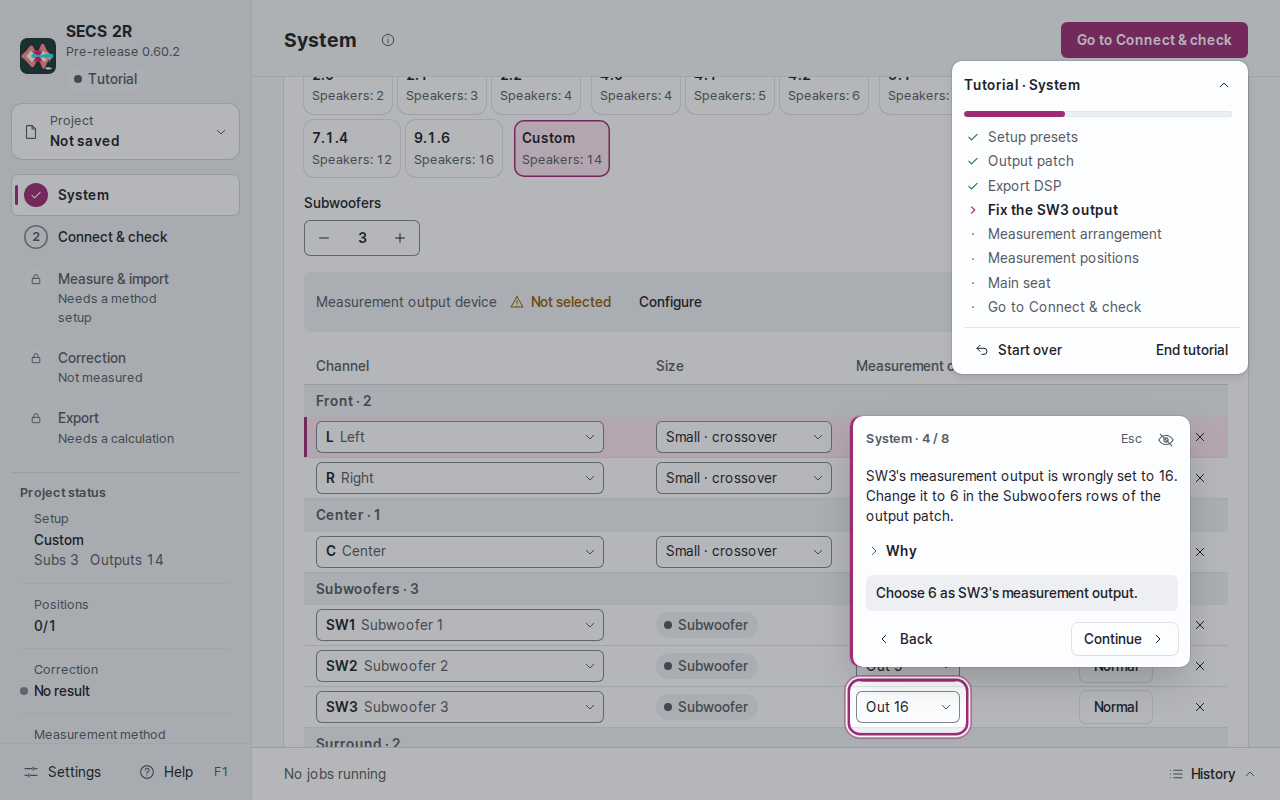 SECS 2R
Pre-release 0.60.2
Tutorial
Project
Not saved
System
2 Connect & check
Measure & import
Needs a method
setup
Correction
Not measured
Export
Needs a calculation
Project status
Setup
Custom
Subs 3 Outputs 14
Positions
0/1
Correction
No result
Measurement method
Settings
Help F1
System
Go to Connect & check
Speakers: 2
Speakers: 3
Speakers: 4
Speakers: 4
Speakers: 5
Speakers: 6
Speakers:
7.1.4
Speakers: 12
9.1.6
Speakers: 16
Custom
Speakers: 14
Subwoofers
− 3 +
Measurement output device Not selected Configure
Channel Size Measurement
Front · 2
L Left Small · crossover
R Right Small · crossover
Center · 1
C Center Small · crossover
Subwoofers · 3
SW1 Subwoofer 1 Subwoofer
SW2 Subwoofer 2 Subwoofer Normal
SW3 Subwoofer 3 Subwoofer Out 16 Normal
Surround · 2
Tutorial · System
Setup presets
Output patch
Export DSP
Fix the SW3 output
Measurement arrangement
Measurement positions
Main seat
Go to Connect & check
Start over End tutorial
System · 4 / 8 Esc
SW3's measurement output is wrongly set to 16.
Change it to 6 in the Subwoofers rows of the
output patch.
Why
Choose 6 as SW3's measurement output.
Back Continue
No jobs running
History